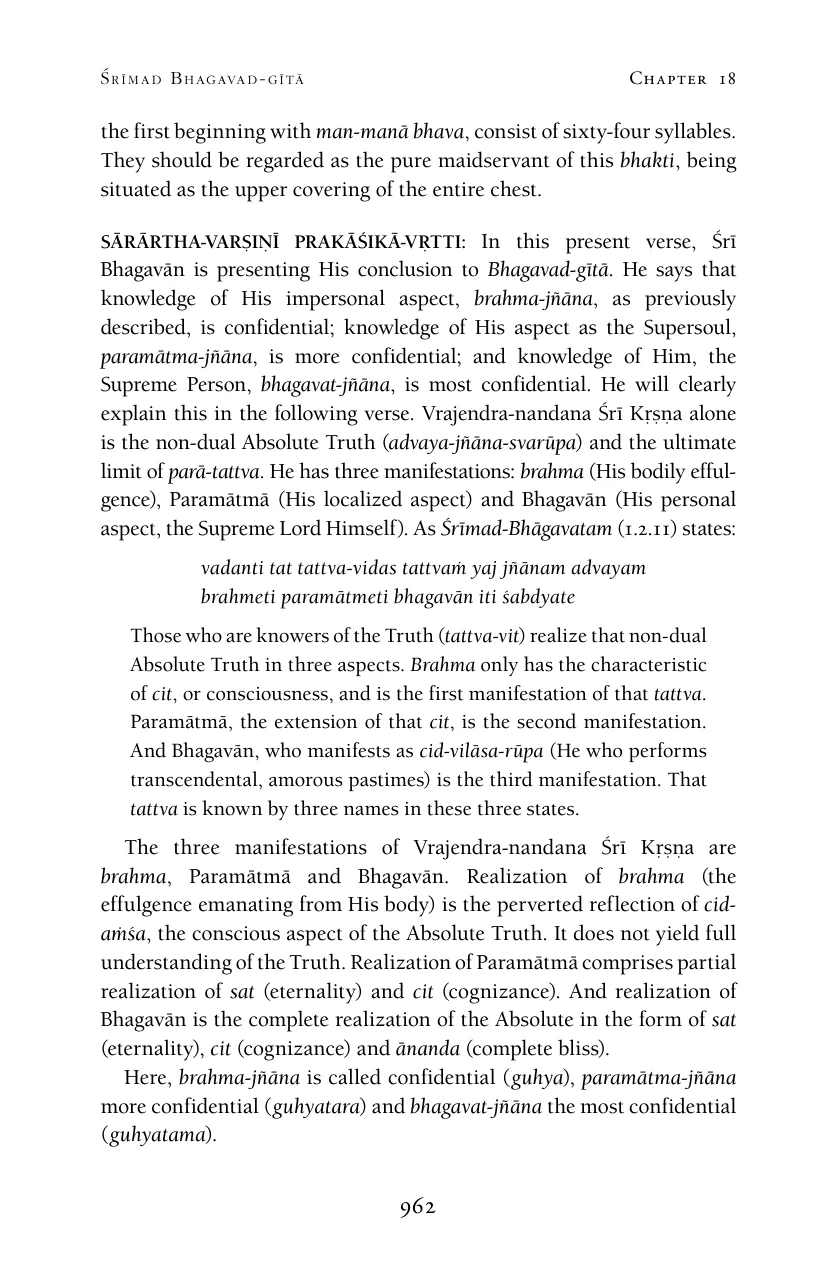 Śrīmad Bhagavad-gītā Chapter 18
the first beginning with man-manā bhava, consist of sixty-four syllables.
They should be regarded as the pure maidservant of this bhakti, being
situated as the upper covering of the entire chest.
SĀRĀRTHA-VARṢIṆĪ PRAKĀŚIKĀ-VṚTTI: In this present verse, Śrī
Bhagavān is presenting His conclusion to Bhagavad-gītā. He says that
knowledge of His impersonal aspect, brahma-jñāna, as previously
described, is confidential; knowledge of His aspect as the Supersoul,
paramātma-jñāna, is more confidential; and knowledge of Him, the
Supreme Person, bhagavat-jñāna, is most confidential. He will clearly
explain this in the following verse. Vrajendra-nandana Śrī Kṛṣṇa alone
is the non-dual Absolute Truth (advaya-jñāna-svarūpa) and the ultimate
limit of parā-tattva. He has three manifestations: brahma (His bodily efful-
gence), Paramātmā (His localized aspect) and Bhagavān (His personal
aspect, the Supreme Lord Himself). As Śrīmad-Bhāgavatam (1.2.11) states:
vadanti tat tattva-vidas tattvaṁ yaj jñānam advayam
brahmeti paramātmeti bhagavān iti śabdyate
Those who are knowers of the Truth (tattva-vit) realize that non-dual
Absolute Truth in three aspects. Brahma only has the characteristic
of cit, or consciousness, and is the first manifestation of that tattva.
Paramātmā, the extension of that cit, is the second manifestation.
And Bhagavān, who manifests as cid-vilāsa-rūpa (He who performs
transcendental, amorous pastimes) is the third manifestation. That
tattva is known by three names in these three states.
The three manifestations of Vrajendra-nandana Śrī Kṛṣṇa are
brahma, Paramātmā and Bhagavān. Realization of brahma (the
effulgence emanating from His body) is the perverted reflection of cid-
aṁśa, the conscious aspect of the Absolute Truth. It does not yield full
understanding of the Truth. Realization of Paramātmā comprises partial
realization of sat (eternality) and cit (cognizance). And realization of
Bhagavān is the complete realization of the Absolute in the form of sat
(eternality), cit (cognizance) and ānanda (complete bliss).
Here, brahma-jñāna is called confidential (guhya), paramātma-jñāna
more confidential (guhyatara) and bhagavat-jñāna the most confidential
(guhyatama).
962